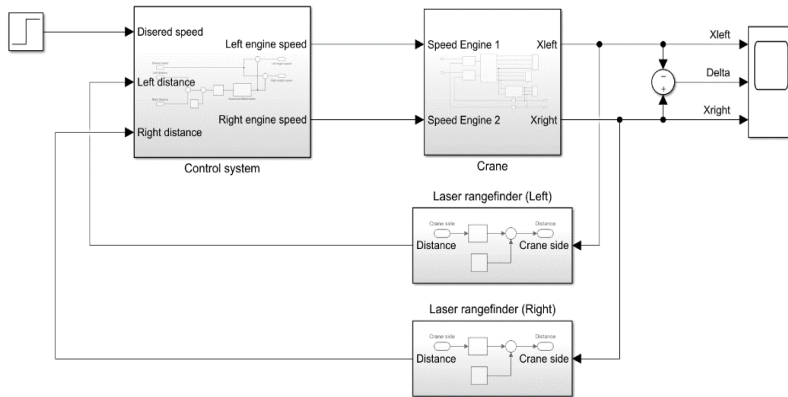 Disered speed
Left distance
Right distance
Left engine speed
Right engine speed
Control system
Speed Engine 1
Speed Engine 2
Xleft
Xright
Crane
Xleft
Delta
Xright
−
+
Laser rangefinder (Left)
Crane side
Distance
Distance
Crane side
Laser rangefinder (Right)
Crane side
Distance
Distance
Crane side